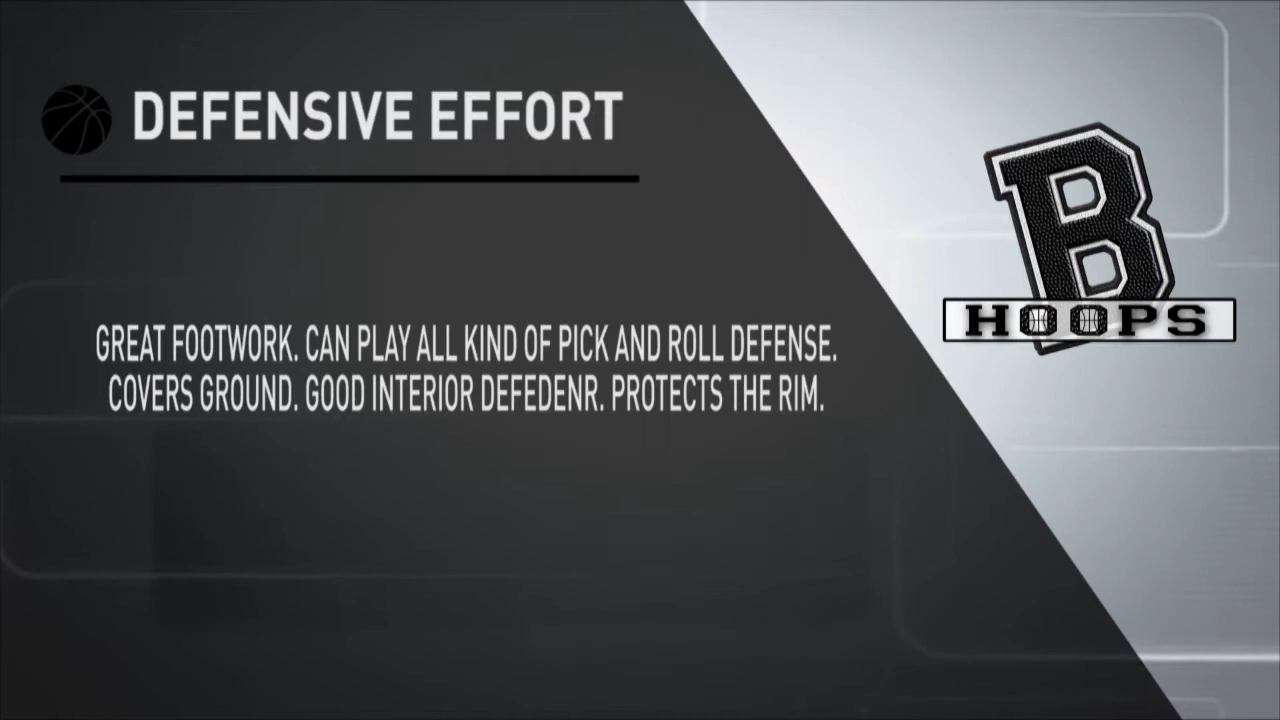 DEFENSIVE EFFORT
GREAT FOOTWORK. CAN PLAY ALL KIND OF PICK AND ROLL DEFENSE.
COVERS GROUND. GOOD INTERIOR DEFEDENR. PROTECTS THE RIM.
B
HOOPS